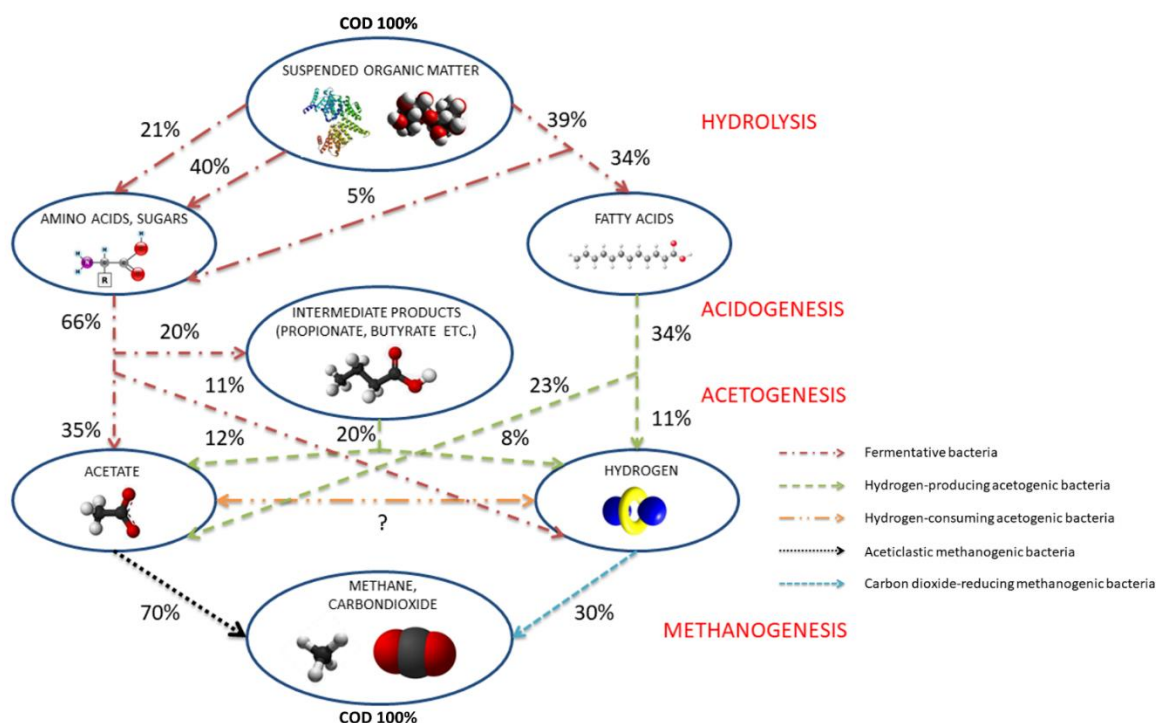 COD 100%
SUSPENDED ORGANIC MATTER
HYDROLYSIS
21%
39%
40%
34%
5%
AMINO ACIDS, SUGARS
FATTY ACIDS
H
H
N
H
R
ACIDOGENESIS
66%
INTERMEDIATE PRODUCTS
(PROPIONATE, BUTYRATE ETC.)
20%
34%
11%
23%
ACETOGENESIS
35%
12%
20%
8%
11%
ACETATE
HYDROGEN
?
Fermentative bacteria
Hydrogen-producing acetogenic bacteria
Hydrogen-consuming acetogenic bacteria
Aceticlastic methanogenic bacteria
Carbon dioxide-reducing methanogenic bacteria
METHANE,
CARBONDIOXIDE
70%
30%
METHANOGENESIS
COD 100%